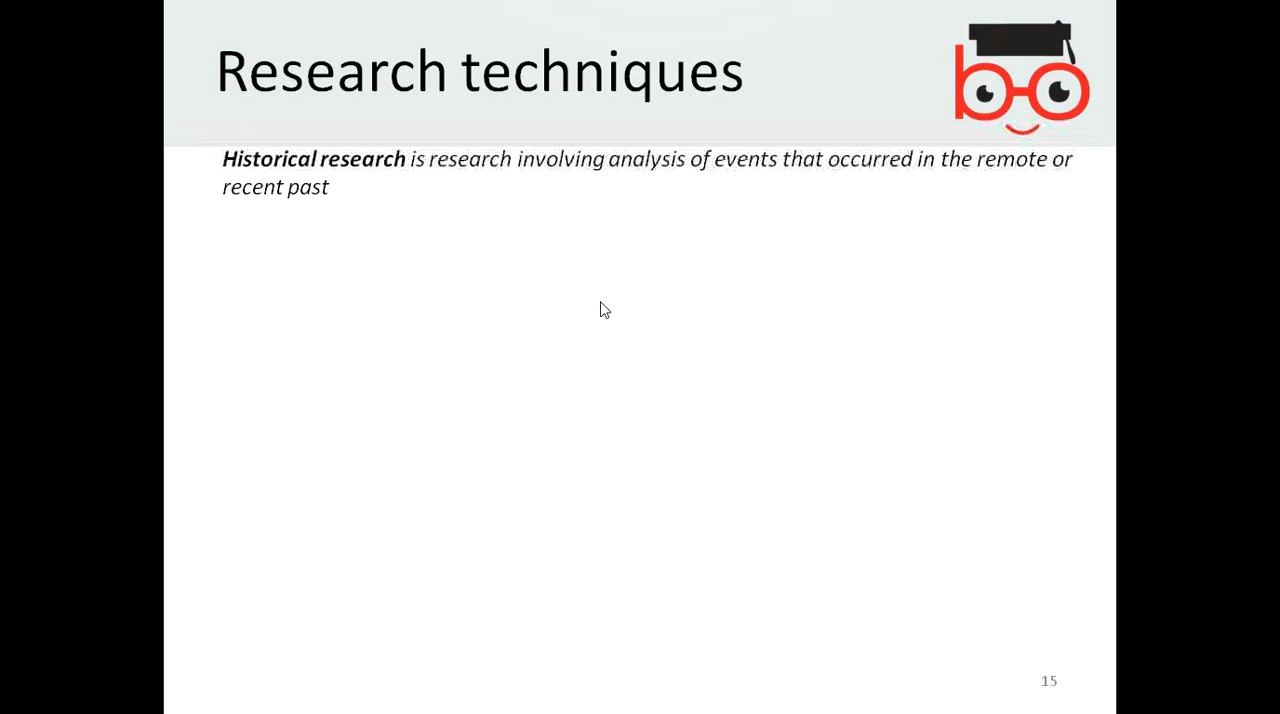 Research techniques
Historical research is research involving analysis of events that occurred in the remote or
recent past
15